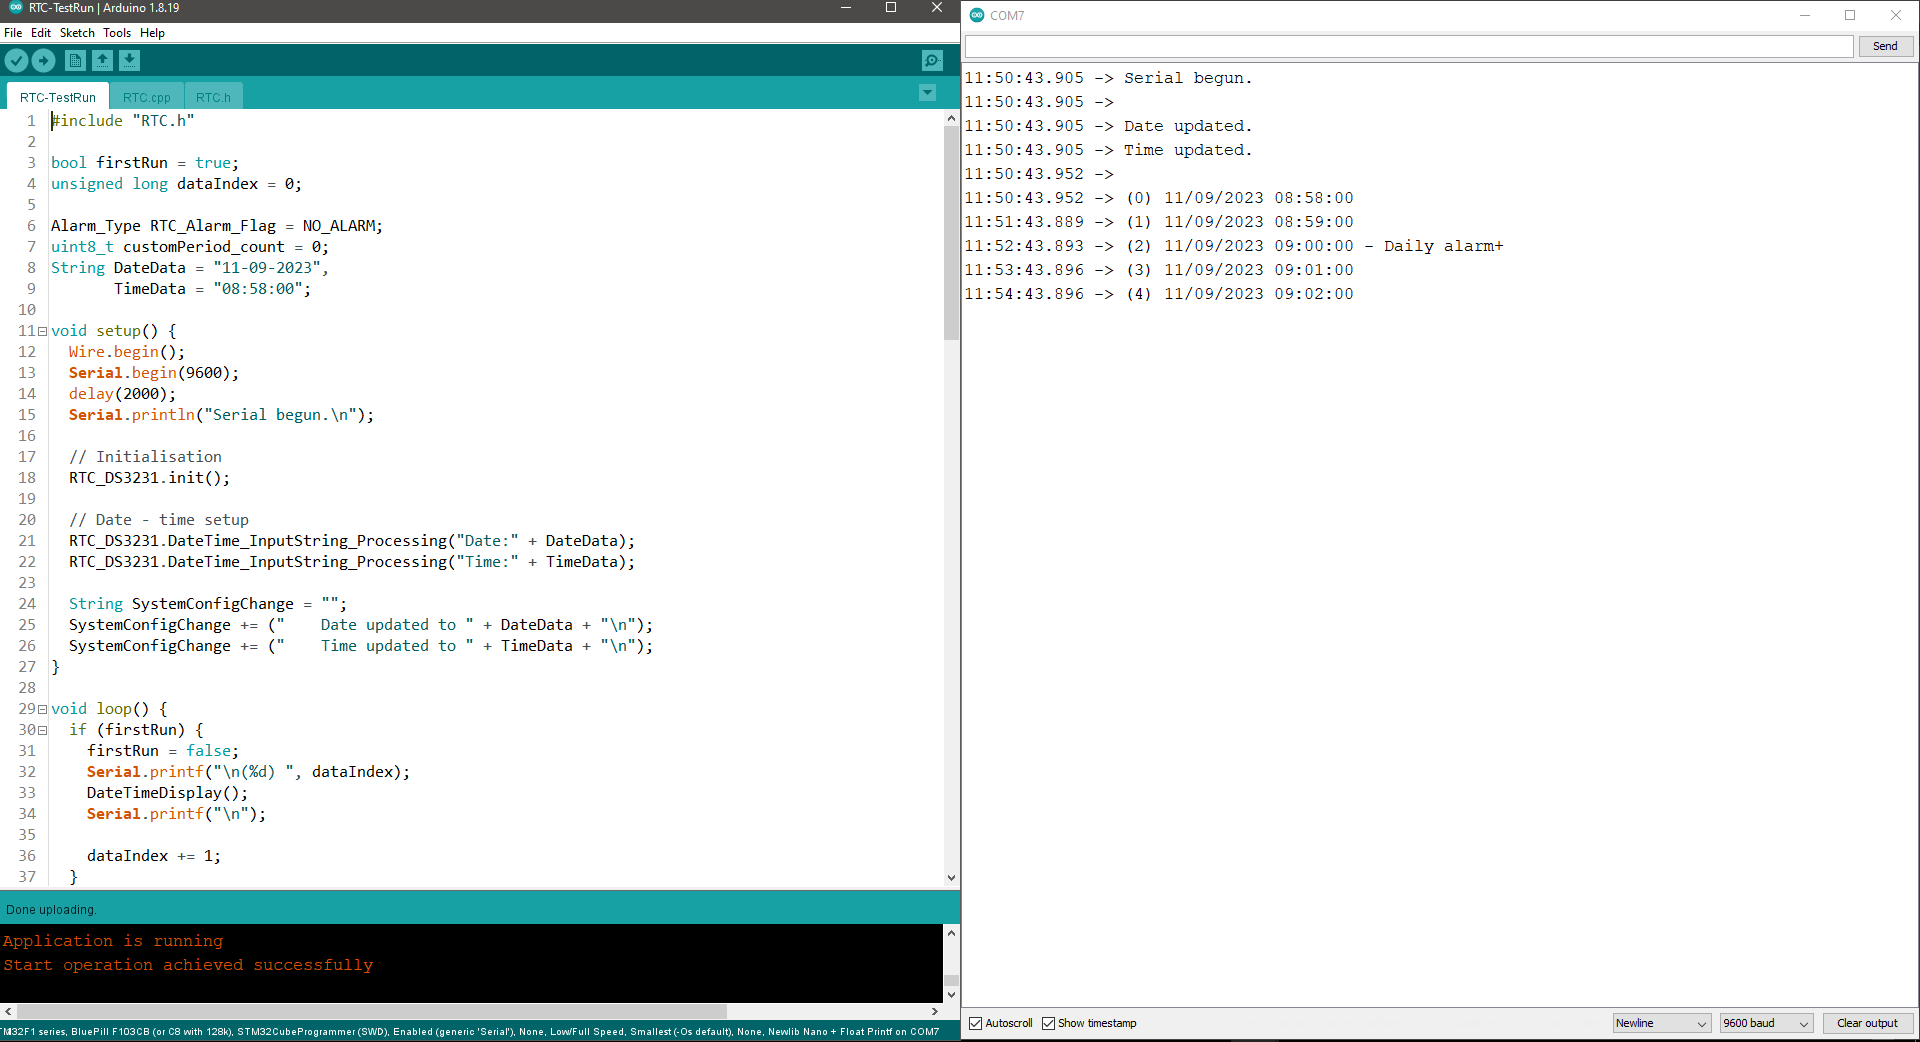 RTC-TestRun | Arduino 1.8.19
File Edit Sketch Tools Help
RTC-TestRun RTC.cpp RTC.h
1 #include "RTC.h"
2
3 bool firstRun = true;
4 unsigned long dataIndex = 0;
5
6 Alarm_Type RTC_Alarm_Flag = NO_ALARM;
7 uint8_t customPeriod_count = 0;
8 String DateData = "11-09-2023",
9 TimeData = "08:58:00";
10
11 void setup() {
12 Wire.begin();
13 Serial.begin(9600);
14 delay(2000);
15 Serial.println("Serial begun.\n");
16
17 // Initialisation
18 RTC_DS3231.init();
19
20 // Date - time setup
21 RTC_DS3231.DateTime_InputString_Processing("Date:" + DateData);
22 RTC_DS3231.DateTime_InputString_Processing("Time:" + TimeData);
23
24 String SystemConfigChange = "";
25 SystemConfigChange += ("    Date updated to " + DateData + "\n");
26 SystemConfigChange += ("    Time updated to " + TimeData + "\n");
27 }
28
29 void loop() {
30 if (firstRun) {
31 firstRun = false;
32 Serial.printf("\n(%d) ", dataIndex);
33 DateTimeDisplay();
34 Serial.printf("\n");
35
36 dataIndex += 1;
37 }
Done uploading.
Application is running
Start operation achieved successfully
TM32F1 series, BluePill F103CB (or C8 with 128k), STM32CubeProgrammer (SWD), Enabled (generic 'Serial'), None, Low/Full Speed, Smallest (-Os default), None, Newlib Nano + Float Printf on COM7
COM7
Send
11:50:43.905 -> Serial begun.
11:50:43.905 ->
11:50:43.905 -> Date updated.
11:50:43.905 -> Time updated.
11:50:43.952 ->
11:50:43.952 -> (0) 11/09/2023 08:58:00
11:51:43.889 -> (1) 11/09/2023 08:59:00
11:52:43.893 -> (2) 11/09/2023 09:00:00 - Daily alarm+
11:53:43.896 -> (3) 11/09/2023 09:01:00
11:54:43.896 -> (4) 11/09/2023 09:02:00
Autoscroll Show timestamp Newline 9600 baud Clear output